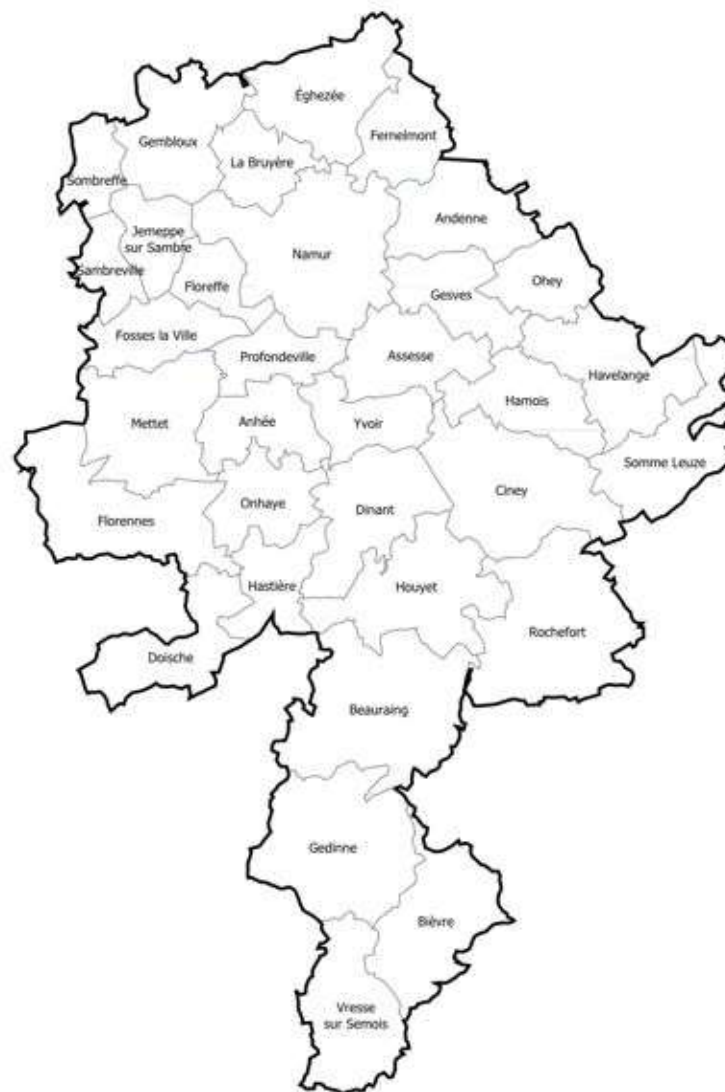 Éghezée
Gembloux
Fernelmont
La Bruyère
Sombreffe
Andenne
Jemeppe
sur Sambre
Namur
Sambreville
Floreffe
Gesves
Ohey
Fosses la Ville
Profondeville
Assesse
Havelange
Hamois
Mettet
Anhée
Yvoir
Somme Leuze
Ciney
Onhaye
Dinant
Florennes
Hastière
Houyet
Rochefort
Doische
Beauraing
Gedinne
Bièvre
Vresse
sur Semois